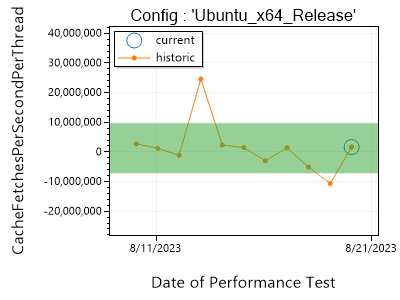 Config : 'Ubuntu_x64_Release'
CacheFetchesPerSecondPerThread
40,000,000
30,000,000
20,000,000
10,000,000
0
-10,000,000
-20,000,000
current
historic
8/11/2023
8/21/2023
Date of Performance Test